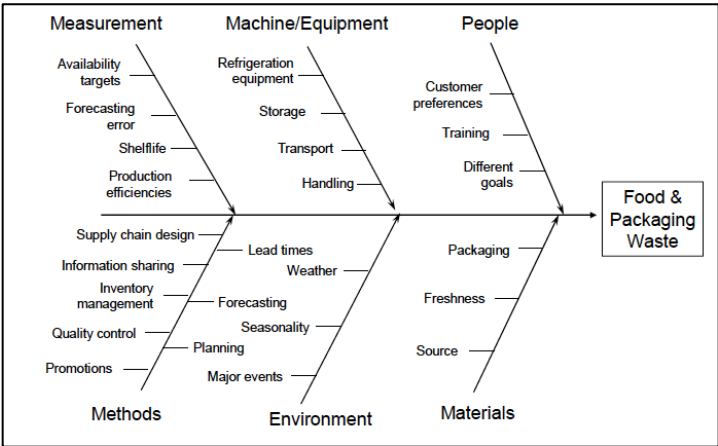 Measurement
Machine/Equipment
People
Availability
targets
Forecasting
error
Shelflife
Production
efficiencies
Refrigeration
equipment
Storage
Transport
Handling
Customer
preferences
Training
Different
goals
Food &
Packaging
Waste
Supply chain design
Information sharing
Inventory
management
Quality control
Promotions
Lead times
Forecasting
Planning
Weather
Seasonality
Major events
Packaging
Freshness
Source
Methods
Environment
Materials